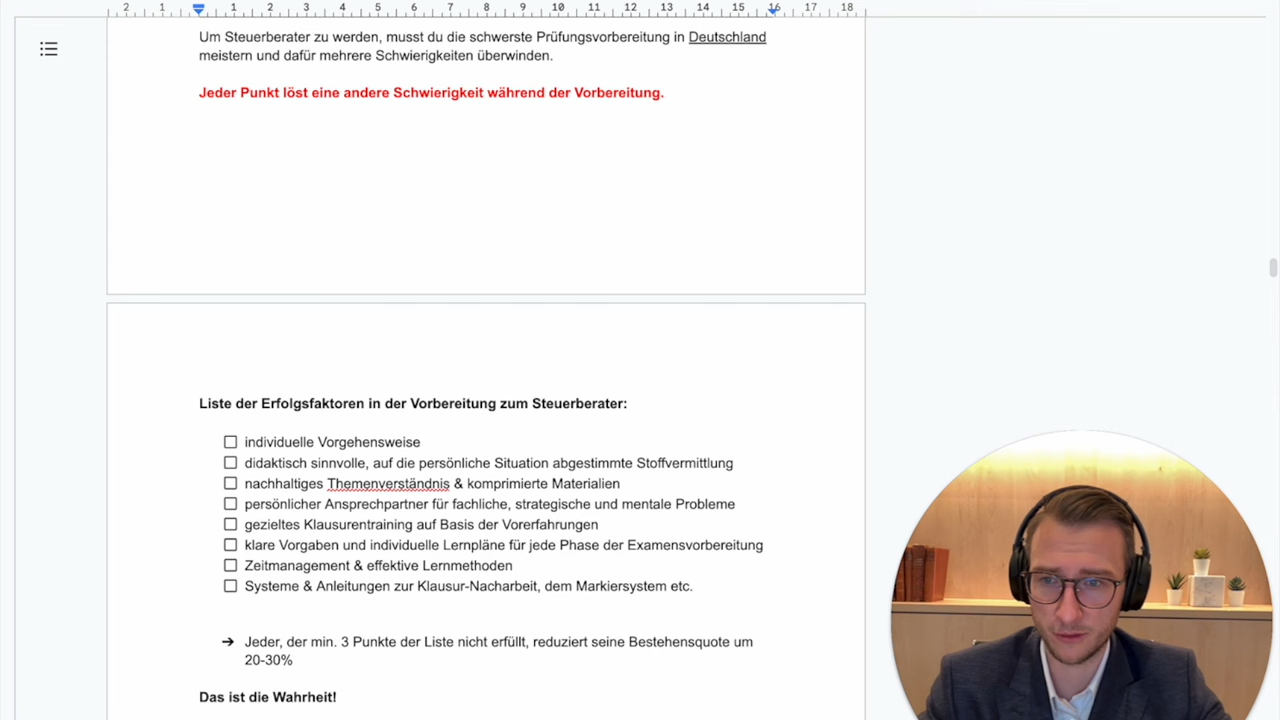 2 1 1 2 3 4 5 6 7 8 9 10 11 12 13 14 15 16 17 18
Um Steuerberater zu werden, musst du die schwerste Prüfungsvorbereitung in Deutschland
meistern und dafür mehrere Schwierigkeiten überwinden.
Jeder Punkt löst eine andere Schwierigkeit während der Vorbereitung.
Liste der Erfolgsfaktoren in der Vorbereitung zum Steuerberater:
individuelle Vorgehensweise
didaktisch sinnvolle, auf die persönliche Situation abgestimmte Stoffvermittlung
nachhaltiges Themenverständnis & komprimierte Materialien
persönlicher Ansprechpartner für fachliche, strategische und mentale Probleme
gezieltes Klausurentraining auf Basis der Vorerfahrungen
klare Vorgaben und individuelle Lernpläne für jede Phase der Examensvorbereitung
Zeitmanagement & effektive Lernmethoden
Systeme & Anleitungen zur Klausur-Nacharbeit, dem Markiersystem etc.
➔ Jeder, der min. 3 Punkte der Liste nicht erfüllt, reduziert seine Bestehensquote um
20-30%
Das ist die Wahrheit!